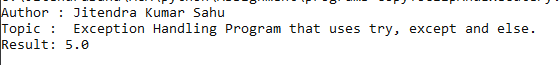 Author : Jitendra Kumar Sahu
Topic :  Exception Handling Program that uses try, except and else.
Result: 5.0